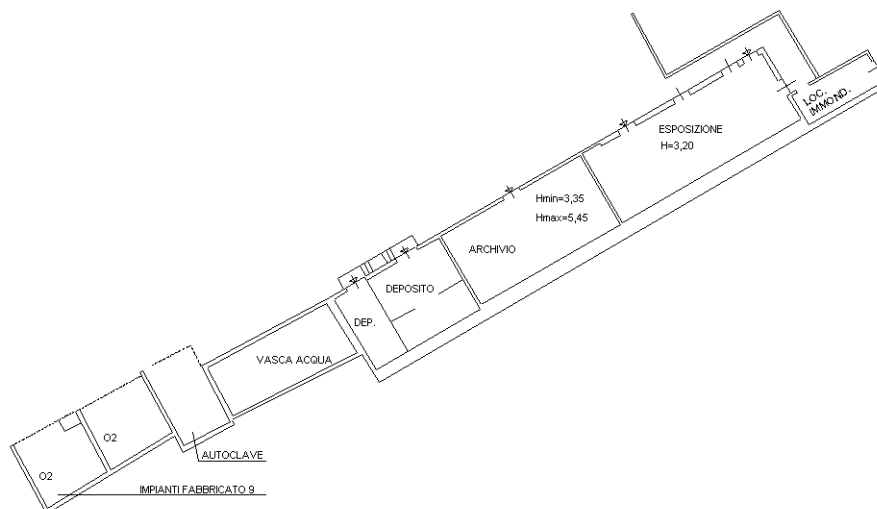 LOC.
IMMOND.
ESPOSIZIONE
H=3,20
Hmin=3,35
Hmax=5,45
ARCHIVIO
DEPOSITO
DEP.
VASCA ACQUA
O2
O2
AUTOCLAVE
IMPIANTI FABBRICATO 9